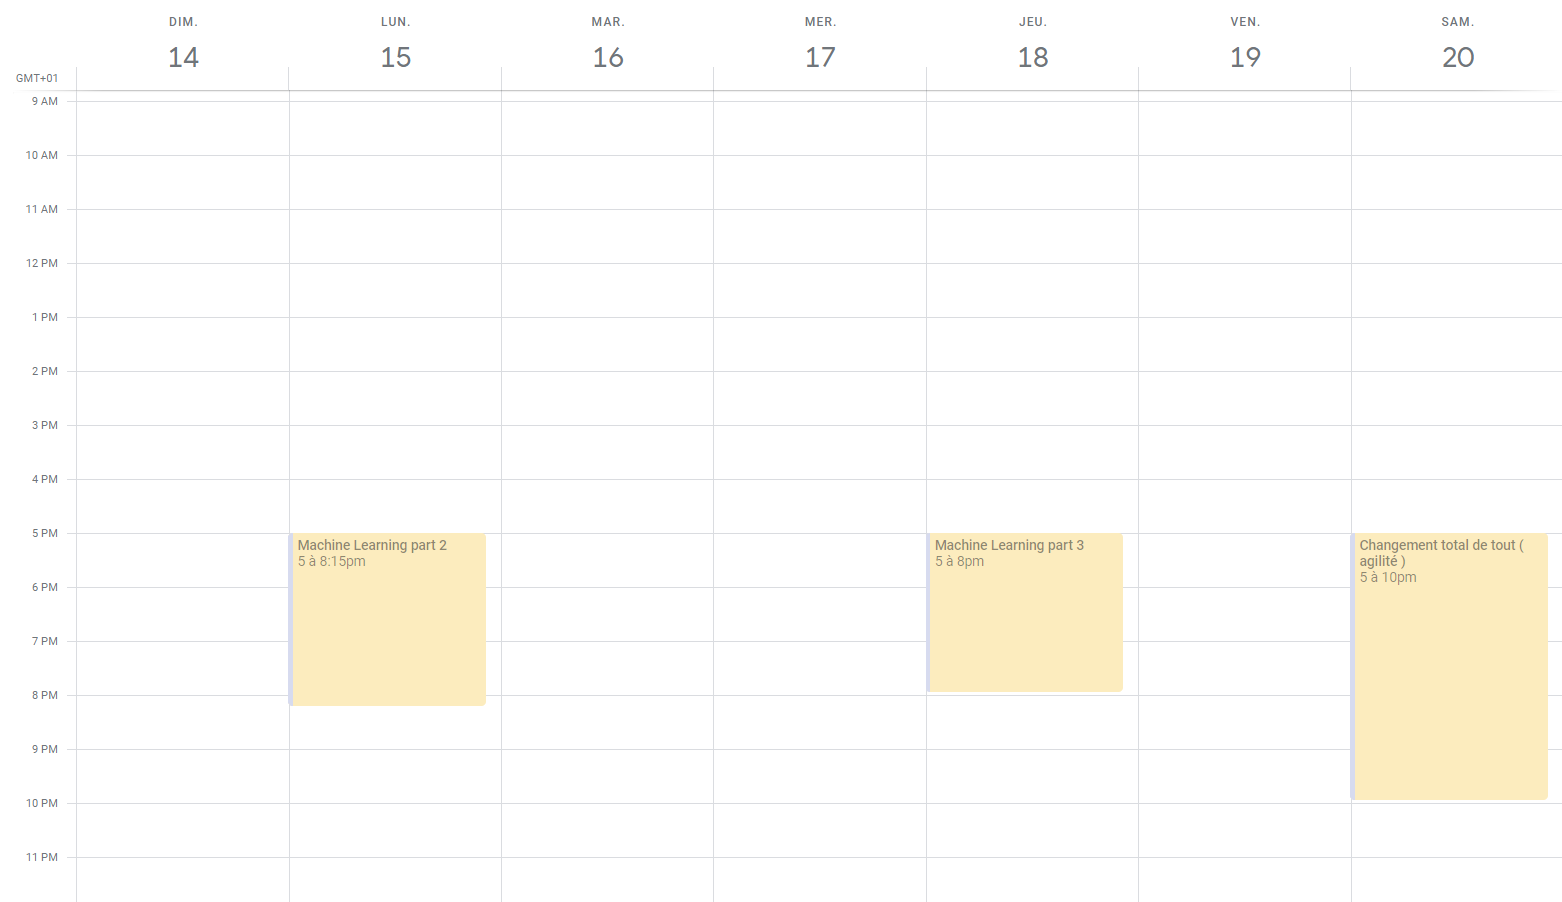 DIM.
LUN.
MAR.
MER.
JEU.
VEN.
SAM.
14
15
16
17
18
19
20
GMT+01
9 AM
10 AM
11 AM
12 PM
1 PM
2 PM
3 PM
4 PM
5 PM
6 PM
7 PM
8 PM
9 PM
10 PM
11 PM
Machine Learning part 2
5 à 8:15pm
Machine Learning part 3
5 à 8pm
Changement total de tout (
agilité )
5 à 10pm